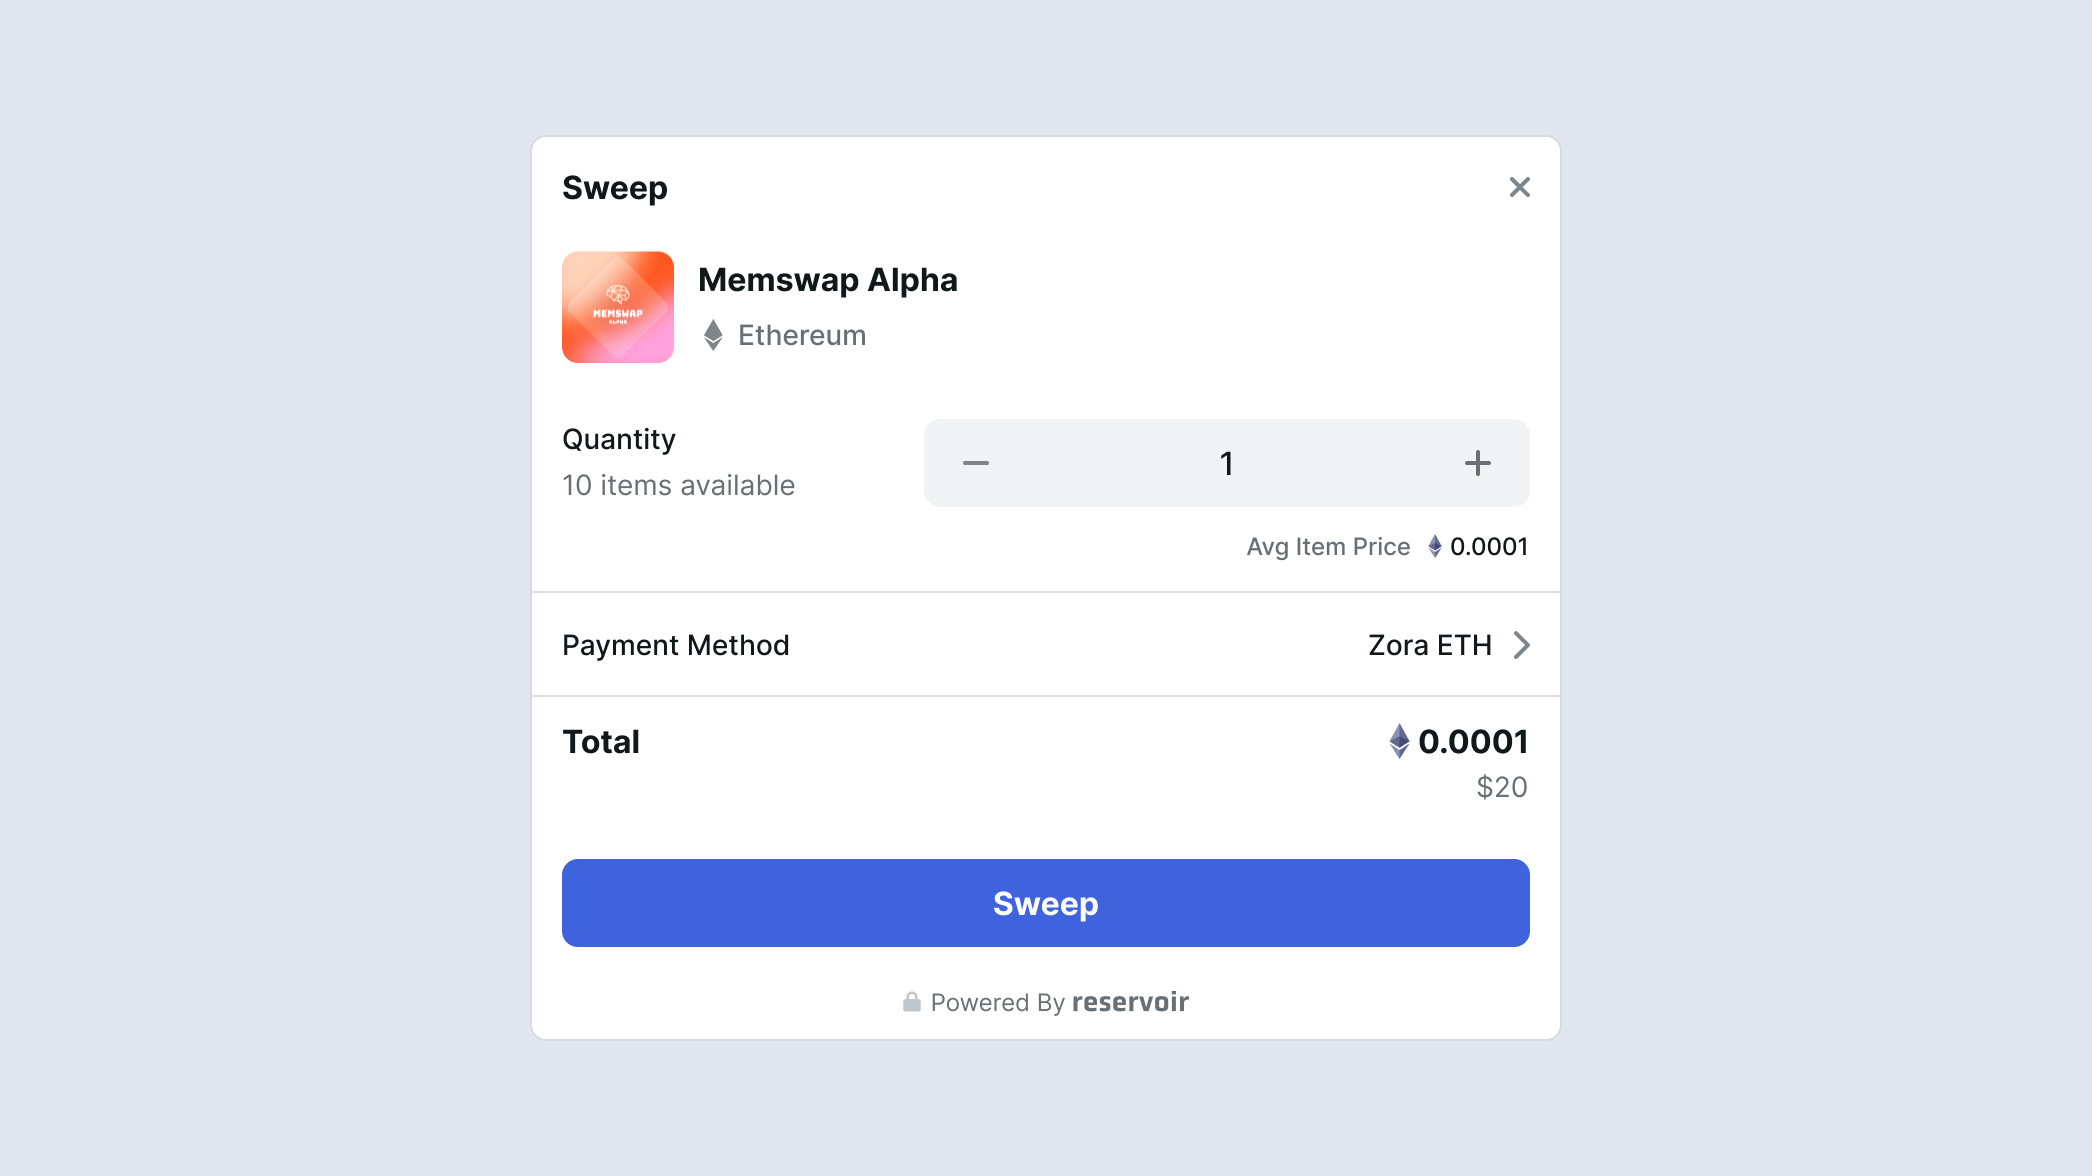 Sweep
Memswap Alpha
MEMSWAP
ALPHA
Ethereum
Quantity
10 items available
1
Avg Item Price 0.0001
Payment Method Zora ETH
Total 0.0001
$20
Sweep
Powered By reservoir